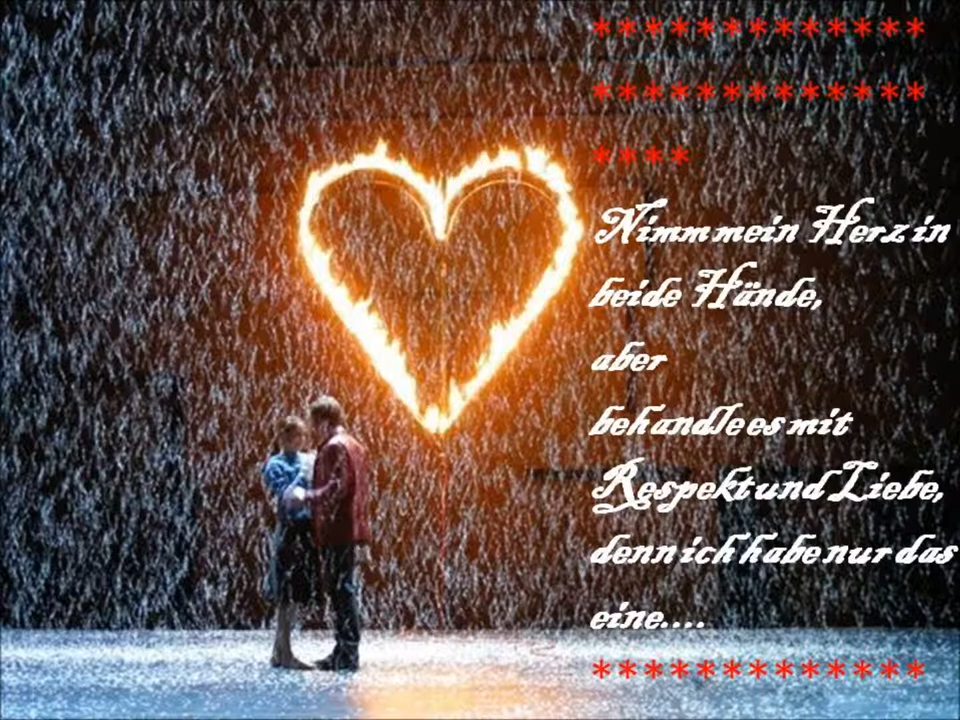 *************
*************
****
Nimm mein Herz in
beide Hände,
aber
behandle es mit
Respekt und Liebe,
denn ich habe nur das
eine....
*************